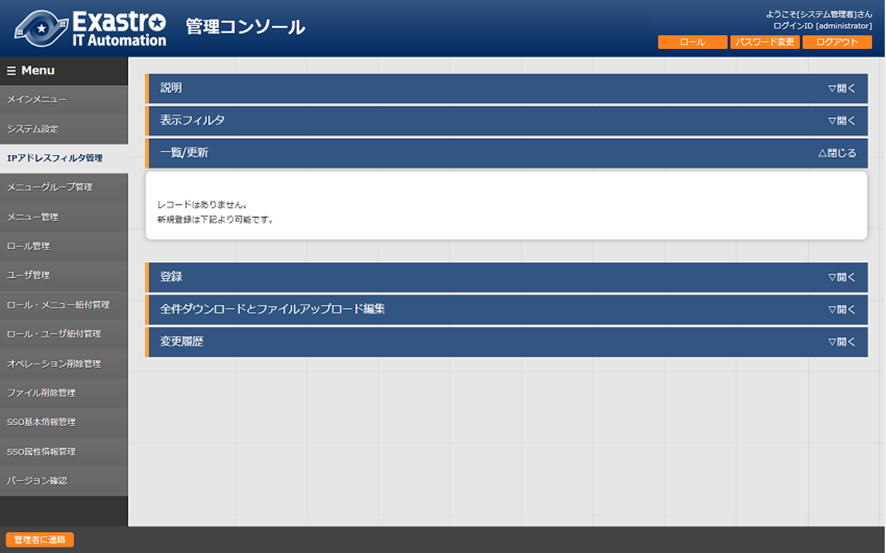 Exastro
IT Automation
管理コンソール
ようこそ[システム管理者]さん
ログインID [administrator]
ロール
パスワード変更
ログアウト
☰ Menu
メインメニュー
システム設定
IPアドレスフィルタ管理
メニューグループ管理
メニュー管理
ロール管理
ユーザ管理
ロール・メニュー紐付管理
ロール・ユーザ紐付管理
オペレーション削除管理
ファイル削除管理
SSO基本情報管理
SSO属性情報管理
バージョン確認
説明 ▽開く
表示フィルタ ▽開く
一覧/更新 △閉じる
レコードはありません。
新規登録は下記より可能です。
登録 ▽開く
全件ダウンロードとファイルアップロード編集 ▽開く
変更履歴 ▽開く
管理者に連絡